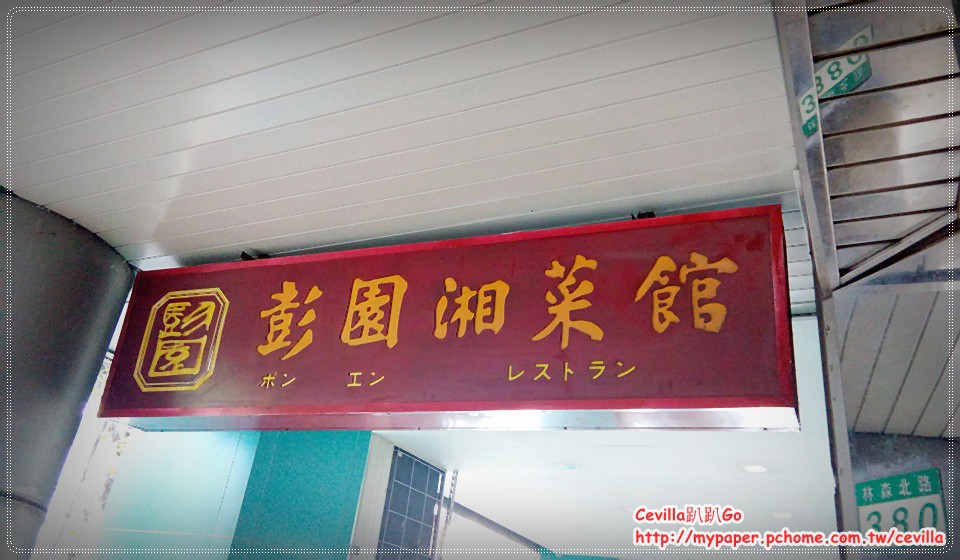 380
彭園
彭園湘菜館
ポン エン レストラン
林森北路
380
Cevilla趴趴Go
http://mypaper.pchome.com.tw/cevilla